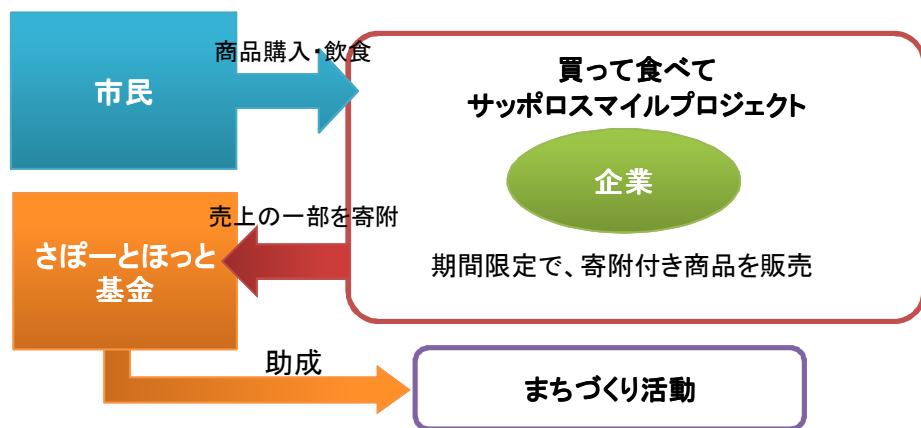 商品購入・飲食
市民
買って食べて
サッポロスマイルプロジェクト
企業
売上の一部を寄附
さぽーとほっと
基金
期間限定で、寄附付き商品を販売
助成
まちづくり活動